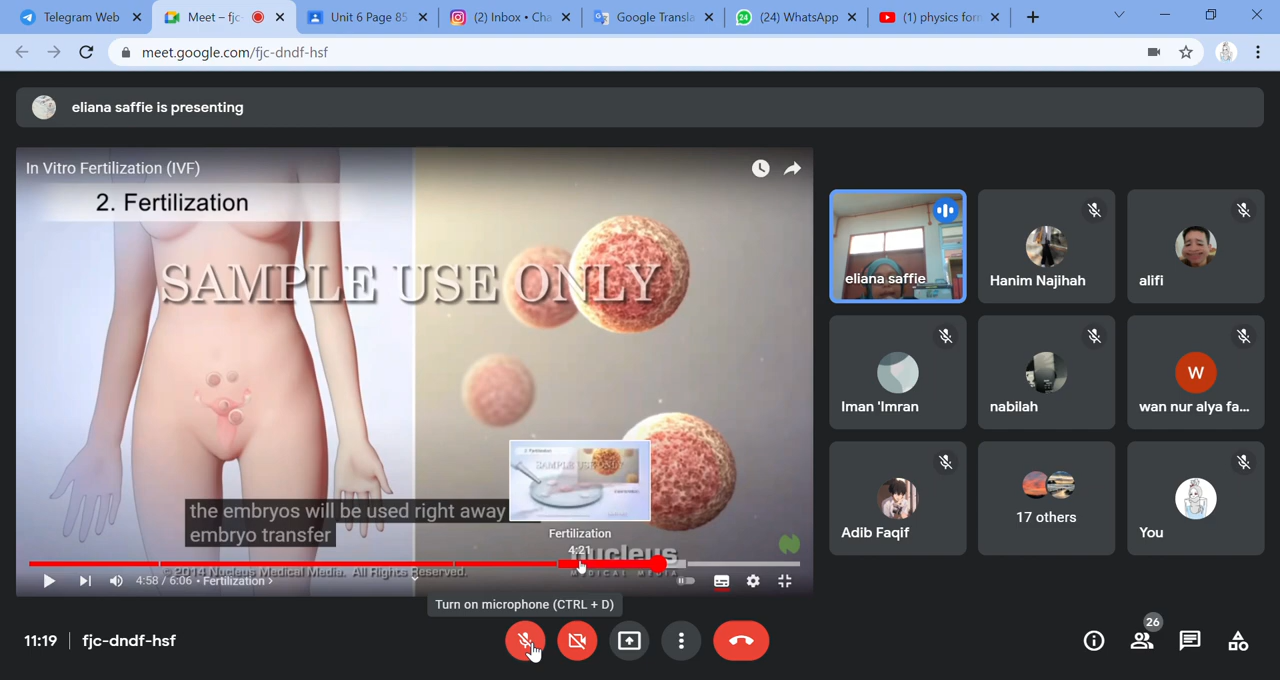 Telegram Web
Meet – fjc-
Unit 6 Page 85
(2) Inbox • Cha
Google Transla
(24) WhatsApp
(1) physics form
meet.google.com/fjc-dndf-hsf
eliana saffie is presenting
In Vitro Fertilization (IVF)
2. Fertilization
SAMPLE USE ONLY
the embryos will be used right away
embryo transfer
Fertilization
4:21
nucleus
MEDICAL MEDIA
© 2014 Nucleus Medical Media. All Rights Reserved.
4:58 / 6:06 • Fertilization >
eliana saffie
Hanim Najihah
alifi
Iman 'Imran
nabilah
W
wan nur alya fa...
Adib Faqif
17 others
You
Turn on microphone (CTRL + D)
11:19
fjc-dndf-hsf
26